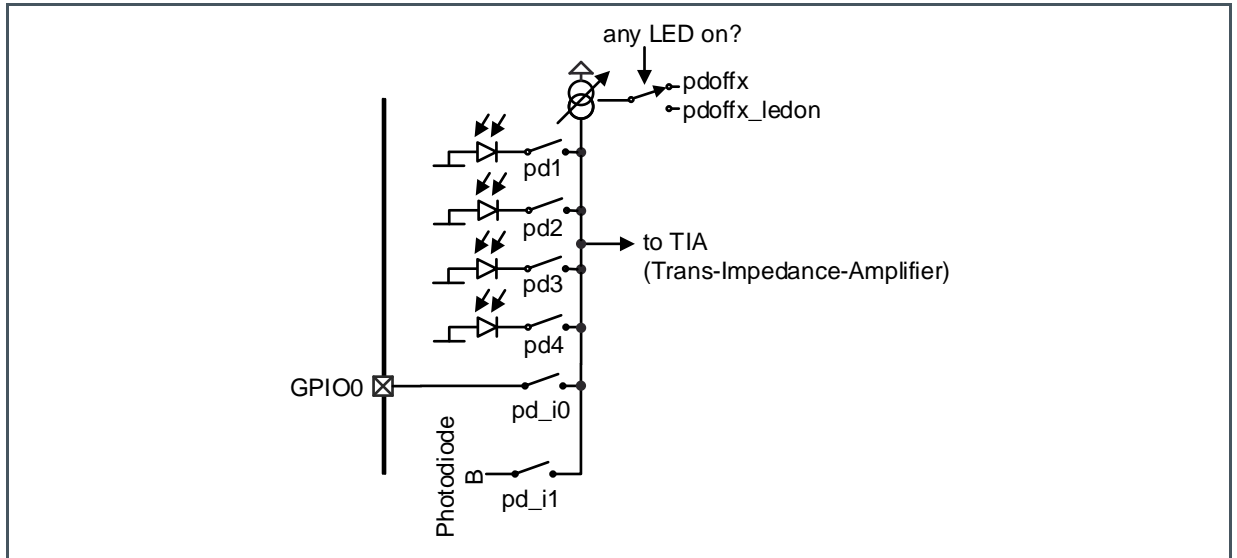 any LED on?
pdoffx
pdoffx_ledon
pd1
pd2
to TIA
(Trans-Impedance-Amplifier)
pd3
pd4
GPIO0
pd_i0
Photodiode
B
pd_i1